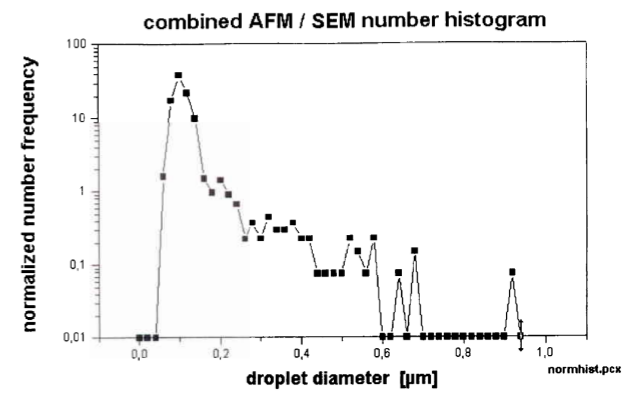 combined AFM / SEM number histogram
normalized number frequency
100
10
1
0,1
0,01
0,0 0,2 0,4 0,6 0,8 1,0
normhist.pcx
droplet diameter [µm]